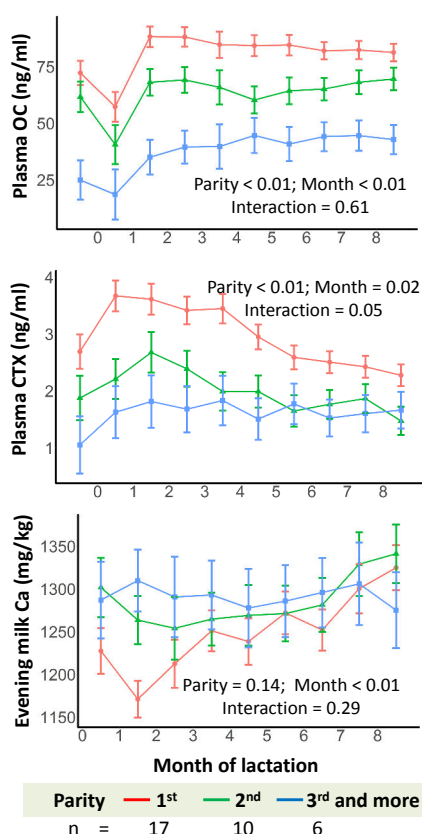 Plasma OC (ng/ml)
75
50
25
Parity < 0.01; Month < 0.01
Interaction = 0.61
0 1 2 3 4 5 6 7 8
Plasma CTX (ng/ml)
4
3
2
1
Parity < 0.01; Month = 0.02
Interaction = 0.05
0 1 2 3 4 5 6 7 8
Evening milk Ca (mg/kg)
1350
1300
1250
1150
Parity = 0.14; Month < 0.01
Interaction = 0.29
0 1 2 3 4 5 6 7 8
Month of lactation
Parity 1st 2nd 3rd and more
n = 17 10 6